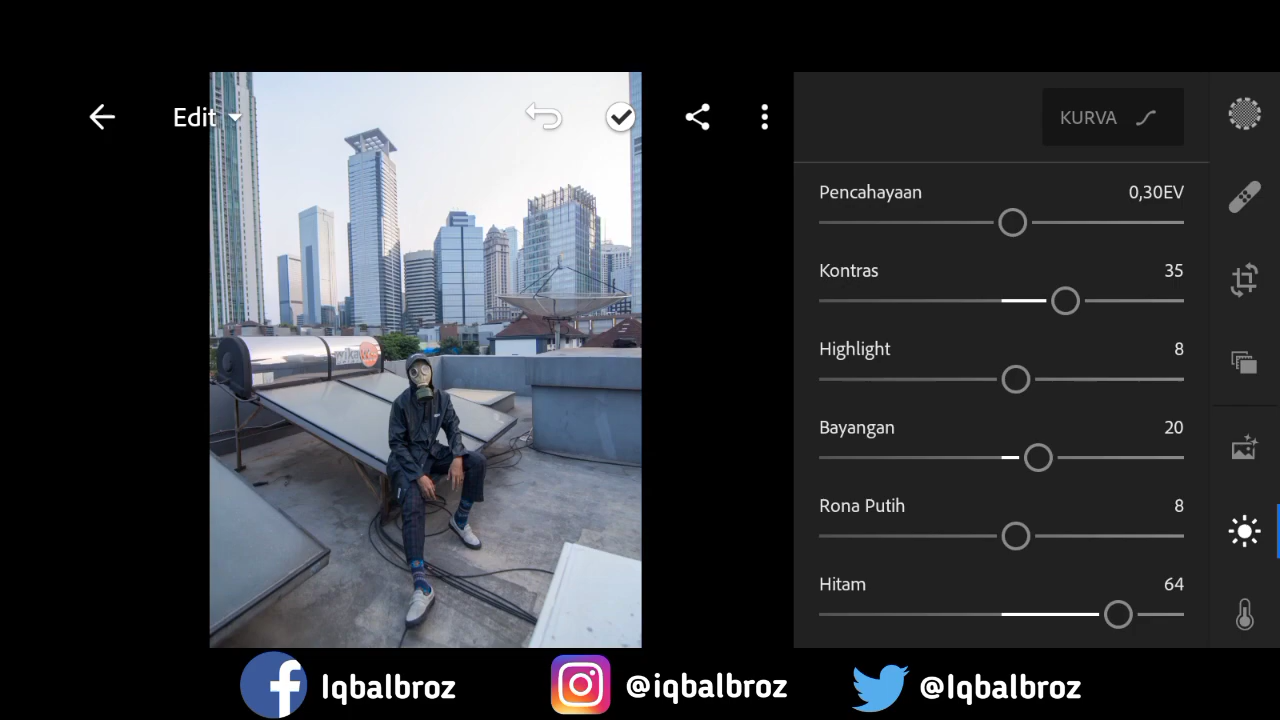 Edit
KURVA
Pencahayaan 0,30EV
Kontras 35
Highlight 8
Bayangan 20
Rona Putih 8
Hitam 64
wika
Iqbalbroz
@iqbalbroz
@Iqbalbroz